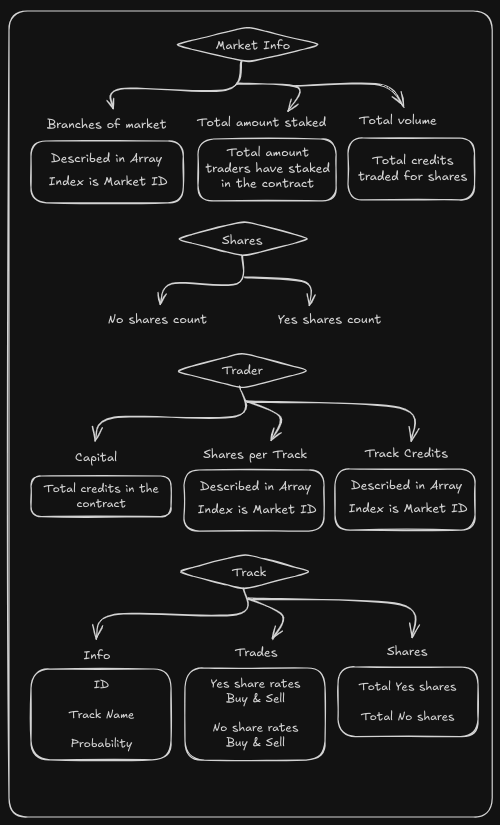 Market Info
Branches of market
Total amount staked
Total volume
Described in Array
Index is Market ID
Total amount
traders have staked
in the contract
Total credits
traded for shares
Shares
No shares count
Yes shares count
Trader
Capital
Shares per Track
Track Credits
Total credits in the
contract
Described in Array
Index is Market ID
Described in Array
Index is Market ID
Track
Info
Trades
Shares
ID
Track Name
Probability
Yes share rates
Buy & Sell
No share rates
Buy & Sell
Total Yes shares
Total No shares